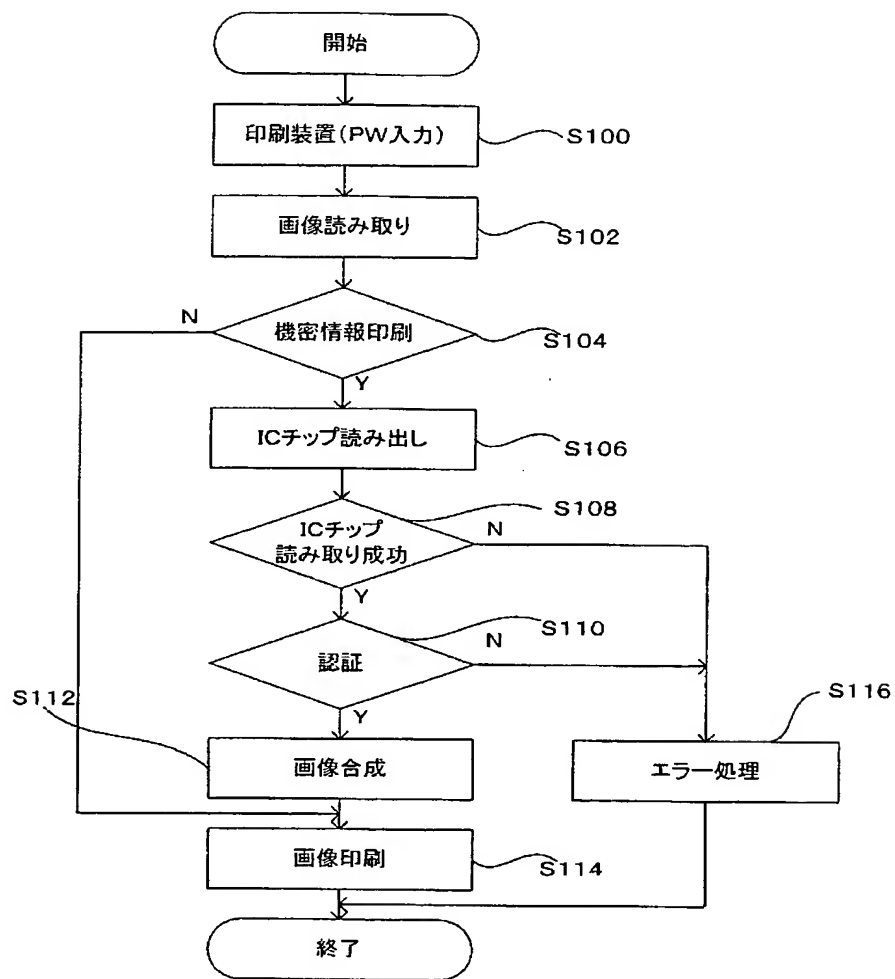 開始
印刷装置(PW入力)
S100
画像読み取り
S102
N
機密情報印刷
S104
Y
ICチップ読み出し
S106
S108
ICチップ
読み取り成功
N
Y
S110
認証
N
S112
Y
S116
画像合成
エラー処理
画像印刷
S114
終了